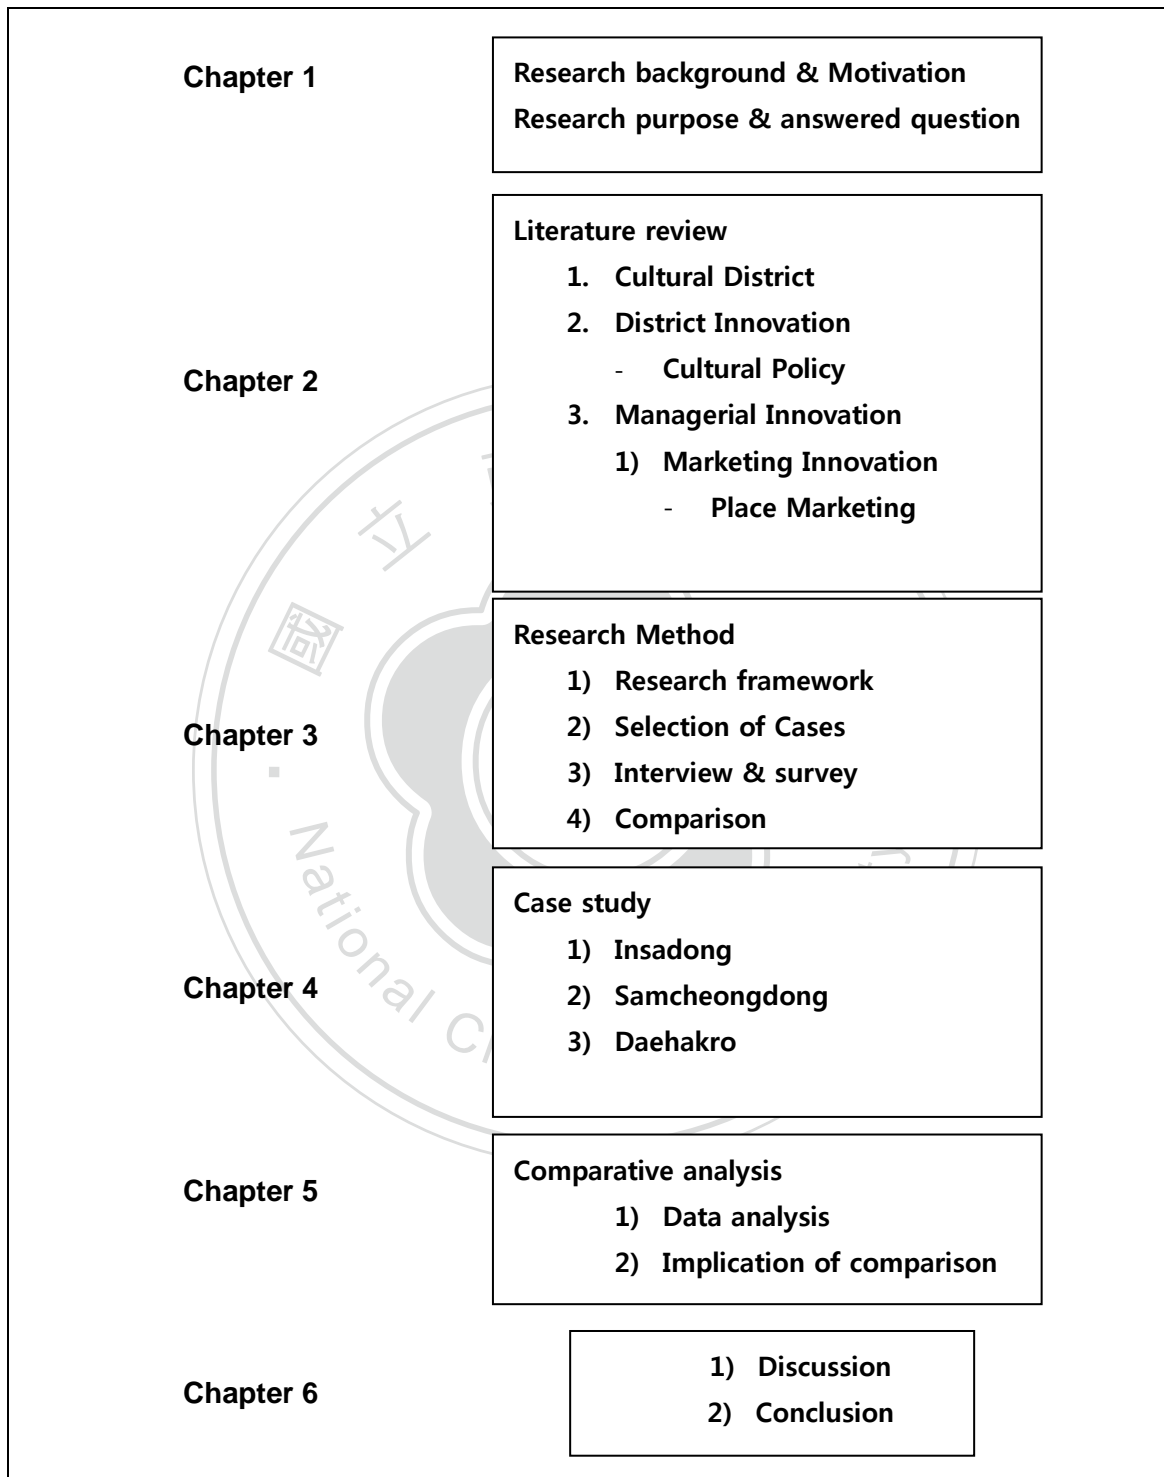 Chapter 1
Research background & Motivation
Research purpose & answered question
Chapter 2
Literature review
1. Cultural District
2. District Innovation
- Cultural Policy
3. Managerial Innovation
1) Marketing Innovation
- Place Marketing
Chapter 3
Research Method
1) Research framework
2) Selection of Cases
3) Interview & survey
4) Comparison
Chapter 4
Case study
1) Insadong
2) Samcheongdong
3) Daehakro
Chapter 5
Comparative analysis
1) Data analysis
2) Implication of comparison
Chapter 6
1) Discussion
2) Conclusion
國 立
National